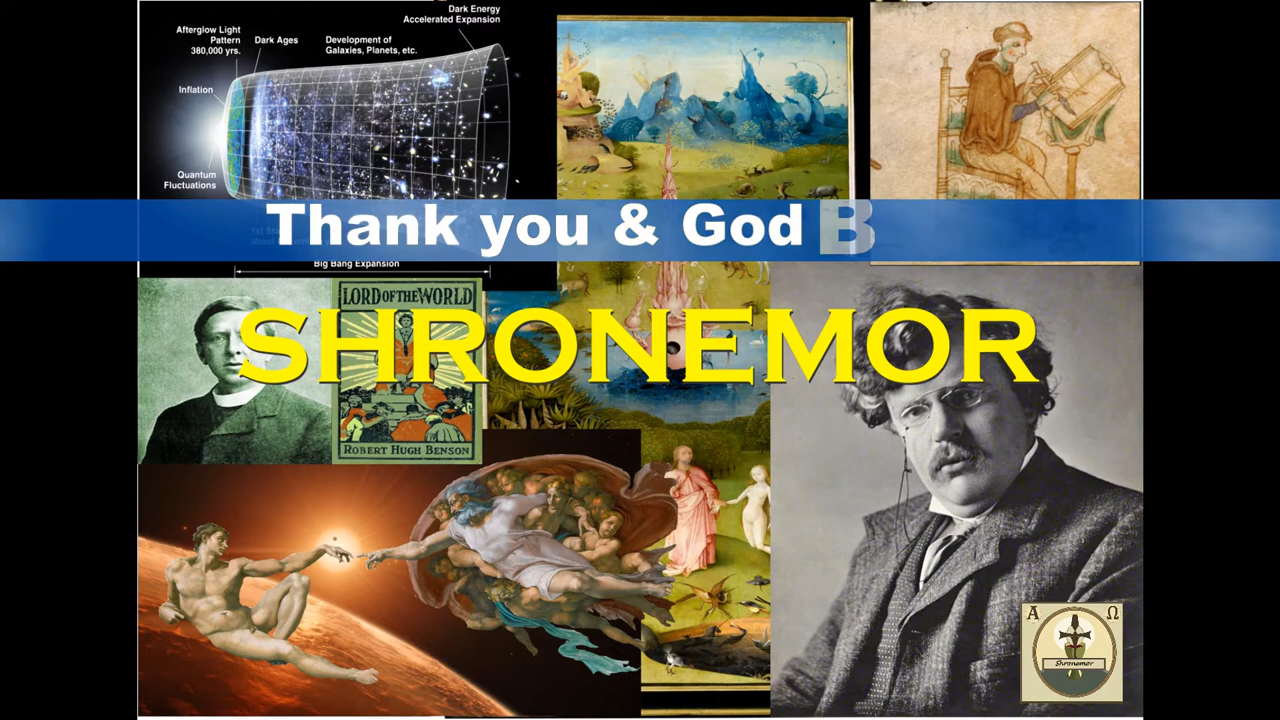 Dark Energy
Accelerated Expansion
Afterglow Light
Pattern
380,000 yrs.
Dark Ages
Development of
Galaxies, Planets, etc.
Inflation
Quantum
Fluctuations
Thank you & God B
Big Bang Expansion
LORD OF THE WORLD
SHRONEMOR
ROBERT HUGH BENSON
Α
Ω
Shronemor